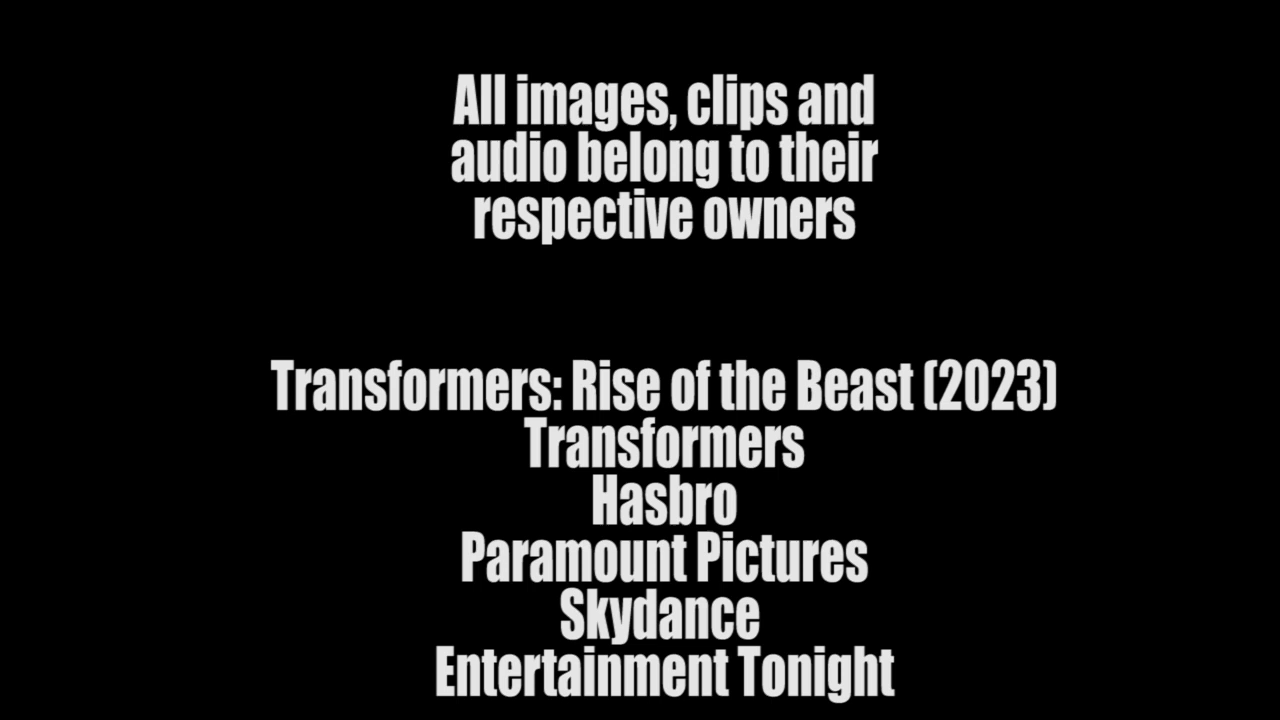 All images, clips and
audio belong to their
respective owners
Transformers: Rise of the Beast (2023)
Transformers
Hasbro
Paramount Pictures
Skydance
Entertainment Tonight